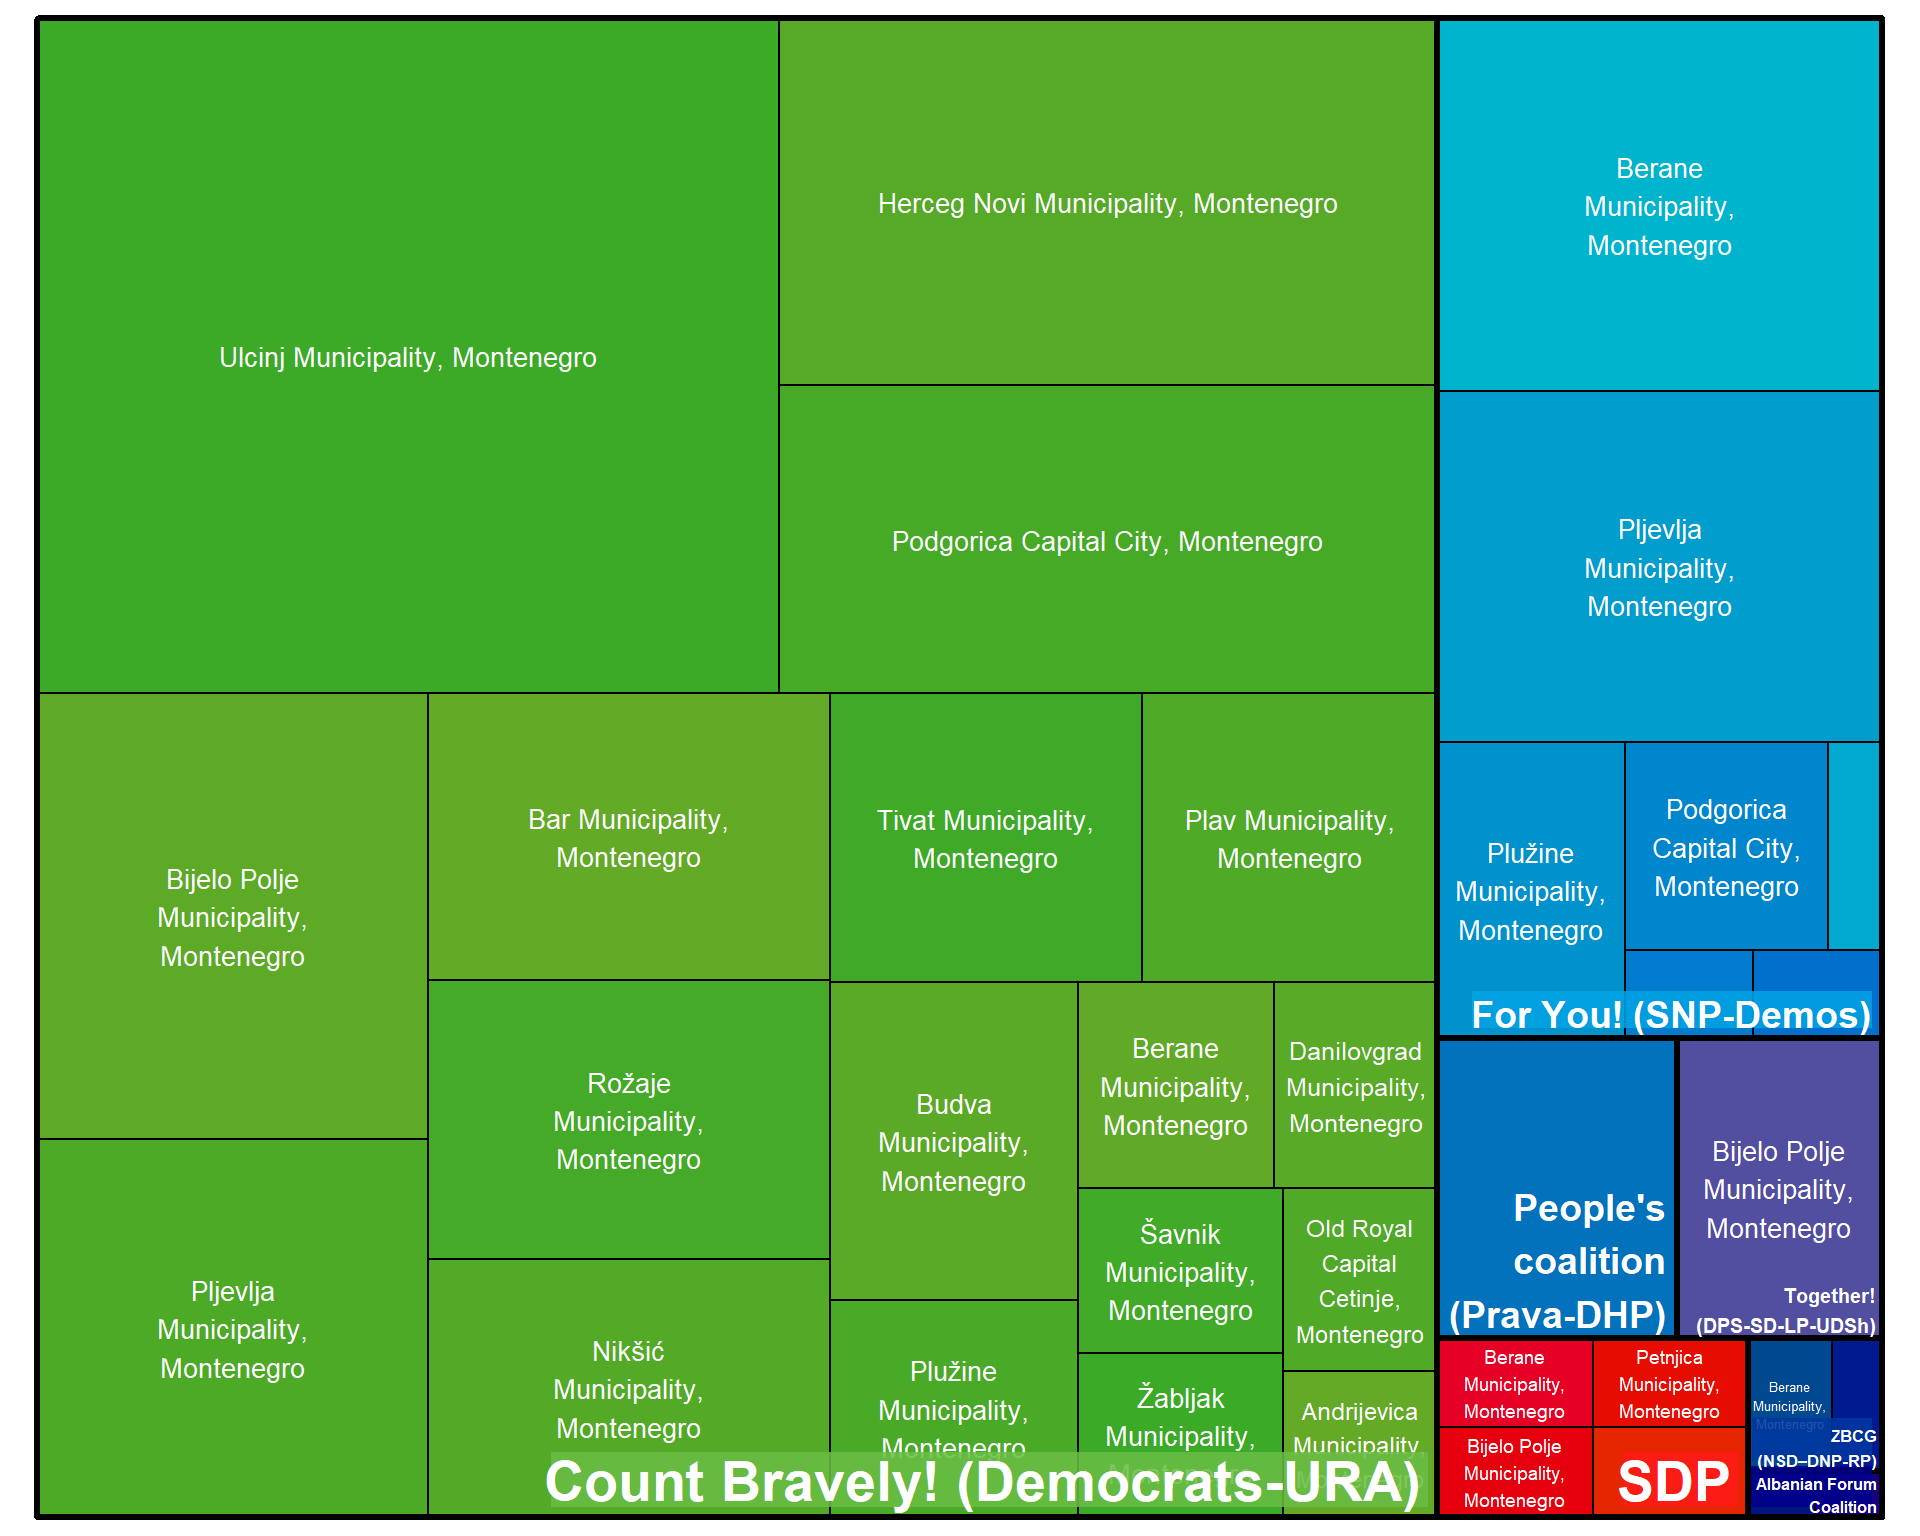 Ulcinj Municipality, Montenegro
Herceg Novi Municipality, Montenegro
Podgorica Capital City, Montenegro
Bijelo Polje
Municipality,
Montenegro
Pljevlja
Municipality,
Montenegro
Bar Municipality,
Montenegro
Rožaje
Municipality,
Montenegro
Nikšić
Municipality,
Montenegro
Tivat Municipality,
Montenegro
Plav Municipality,
Montenegro
Budva
Municipality,
Montenegro
Plužine
Municipality,
Montenegro
Berane
Municipality,
Montenegro
Danilovgrad
Municipality,
Montenegro
Šavnik
Municipality,
Montenegro
Old Royal
Capital
Cetinje,
Montenegro
Žabljak
Municipality,
Montenegro
Andrijevica
Municipality,
Montenegro
Count Bravely! (Democrats-URA)
Berane
Municipality,
Montenegro
Pljevlja
Municipality,
Montenegro
Plužine
Municipality,
Montenegro
Podgorica
Capital City,
Montenegro
For You! (SNP-Demos)
People's
coalition
(Prava-DHP)
Bijelo Polje
Municipality,
Montenegro
Together!
(DPS-SD-LP-UDSh)
Berane
Municipality,
Montenegro
Petnjica
Municipality,
Montenegro
Bijelo Polje
Municipality,
Montenegro
SDP
Berane
Municipality,
Montenegro
ZBCG
(NSD–DNP-RP)
Albanian Forum
Coalition